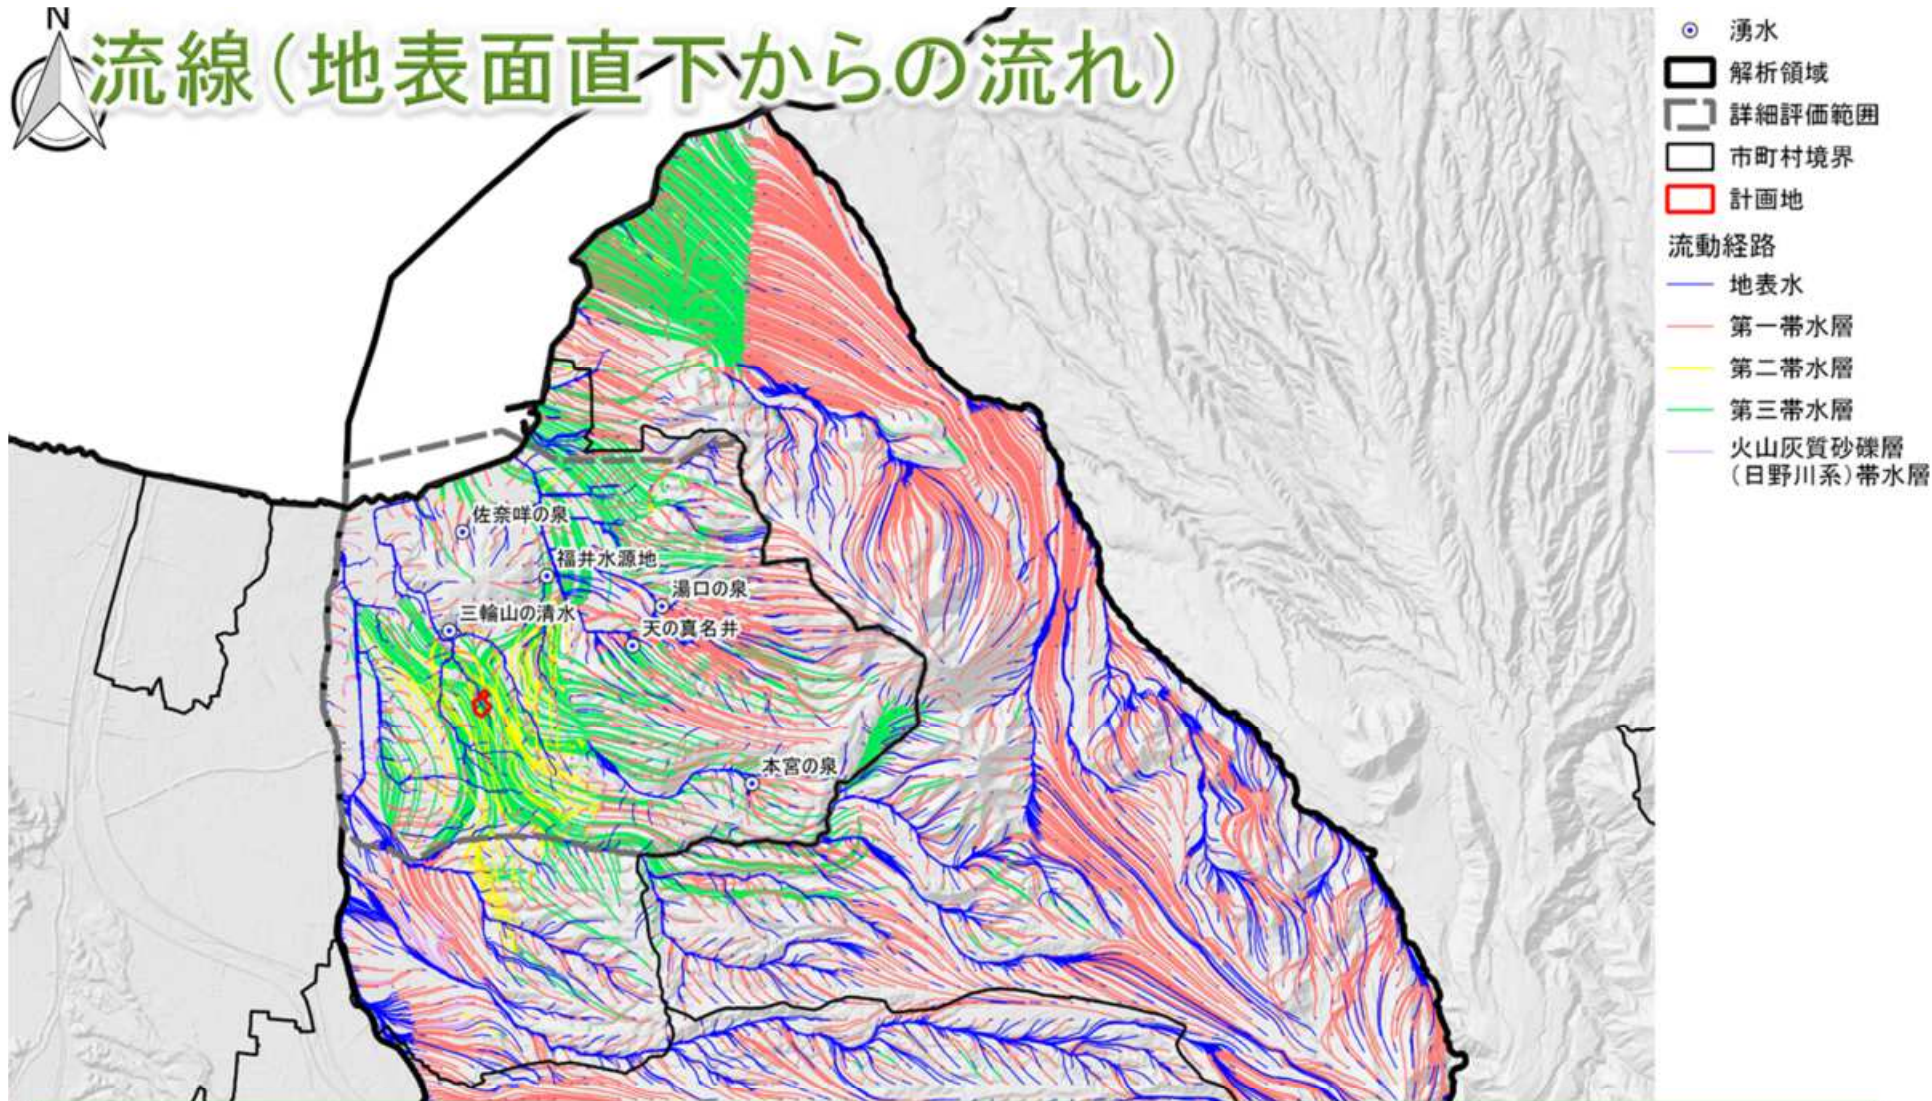 N
流線(地表面直下からの流れ)
湧水
解析領域
詳細評価範囲
市町村境界
計画地
流動経路
地表水
第一帯水層
第二帯水層
第三帯水層
火山灰質砂礫層
(日野川系)帯水層
佐奈咩の泉
福井水源地
湯口の泉
三輪山の清水
天の真名井
本宮の泉